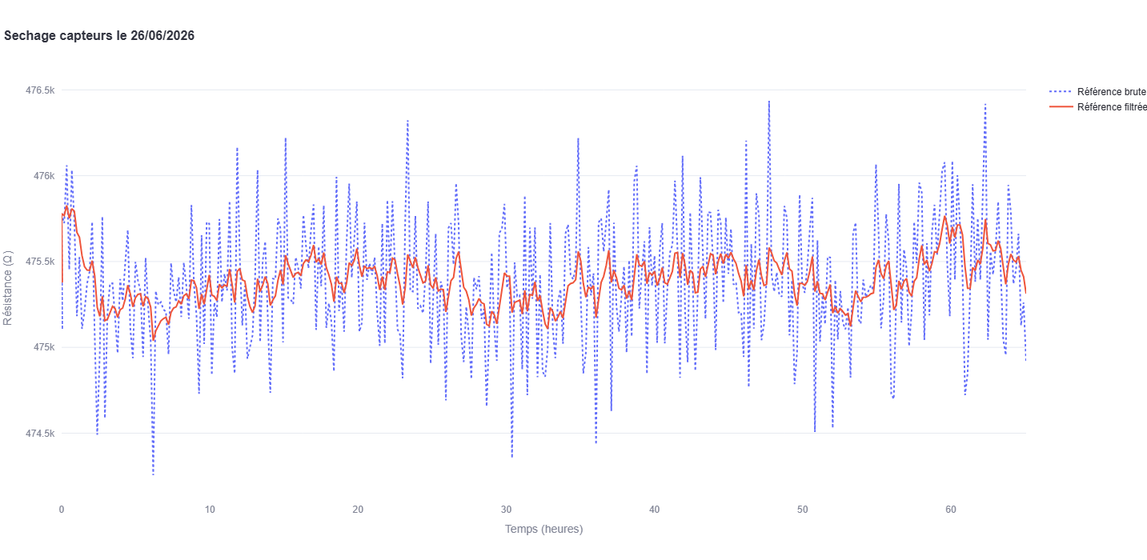 Sechage capteurs le 26/06/2026
476.5k
476k
475.5k
475k
474.5k
Résistance (Ω)
0 10 20 30 40 50 60
Temps (heures)
Référence brute
Référence filtrée